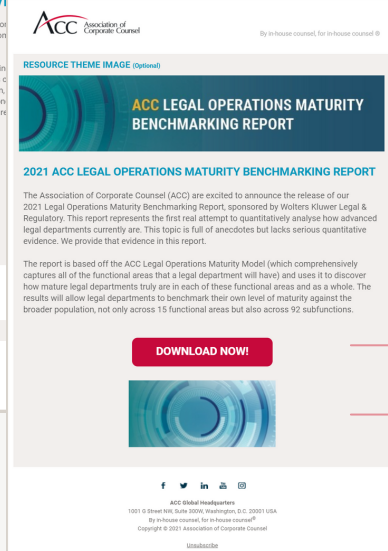 ACC Association of
Corporate Counsel
By in-house counsel, for in-house counsel ®
RESOURCE THEME IMAGE (Optional)
ACC LEGAL OPERATIONS MATURITY
BENCHMARKING REPORT
2021 ACC LEGAL OPERATIONS MATURITY BENCHMARKING REPORT
The Association of Corporate Counsel (ACC) are excited to announce the release of our
2021 Legal Operations Maturity Benchmarking Report, sponsored by Wolters Kluwer Legal &
Regulatory. This report represents the first real attempt to quantitatively analyse how advanced
legal departments currently are. This topic is full of anecdotes but lacks serious quantitative
evidence. We provide that evidence in this report.
The report is based off the ACC Legal Operations Maturity Model (which comprehensively
captures all of the functional areas that a legal department will have) and uses it to discover
how mature legal departments truly are in each of these functional areas and as a whole. The
results will allow legal departments to benchmark their own level of maturity against the
broader population, not only across 15 functional areas but also across 92 subfunctions.
DOWNLOAD NOW!
ACC Global Headquarters
1001 G Street NW, Suite 300W, Washington, D.C. 20001 USA
By in-house counsel, for in-house counsel®
Copyright © 2021 Association of Corporate Counsel
Unsubscribe